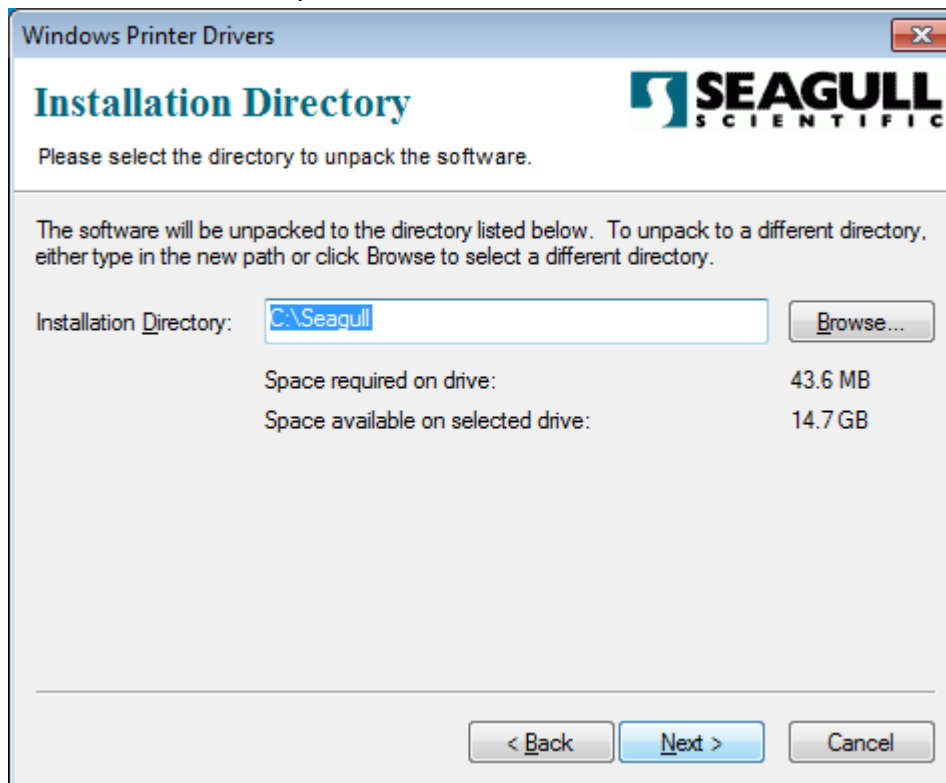 Windows Printer Drivers
Installation Directory
SEAGULL
SCIENTIFIC
Please select the directory to unpack the software.
The software will be unpacked to the directory listed below. To unpack to a different directory,
either type in the new path or click Browse to select a different directory.
Installation Directory: C:\Seagull Browse...
Space required on drive: 43.6 MB
Space available on selected drive: 14.7 GB
< Back Next > Cancel